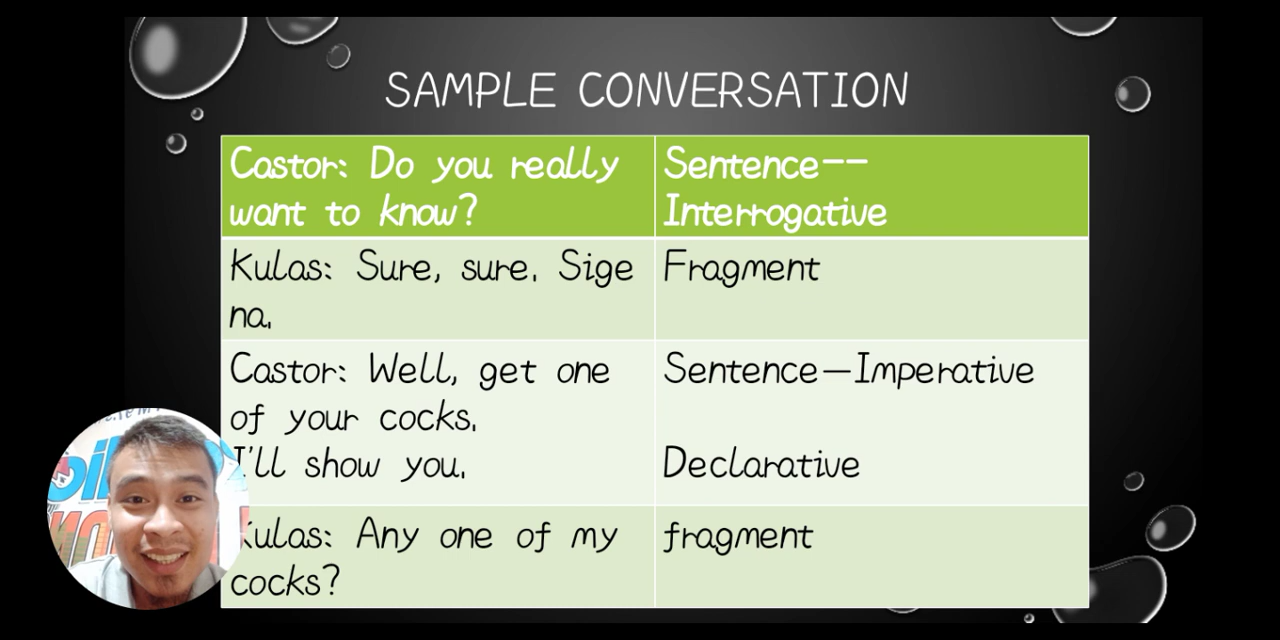 SAMPLE CONVERSATION
Castor: Do you really
want to know?
Sentence--
Interrogative
Kulas: Sure, sure. Sige
na.
Fragment
Castor: Well, get one
of your cocks.
I'll show you.
Sentence—Imperative
Declarative
Kulas: Any one of my
cocks?
fragment